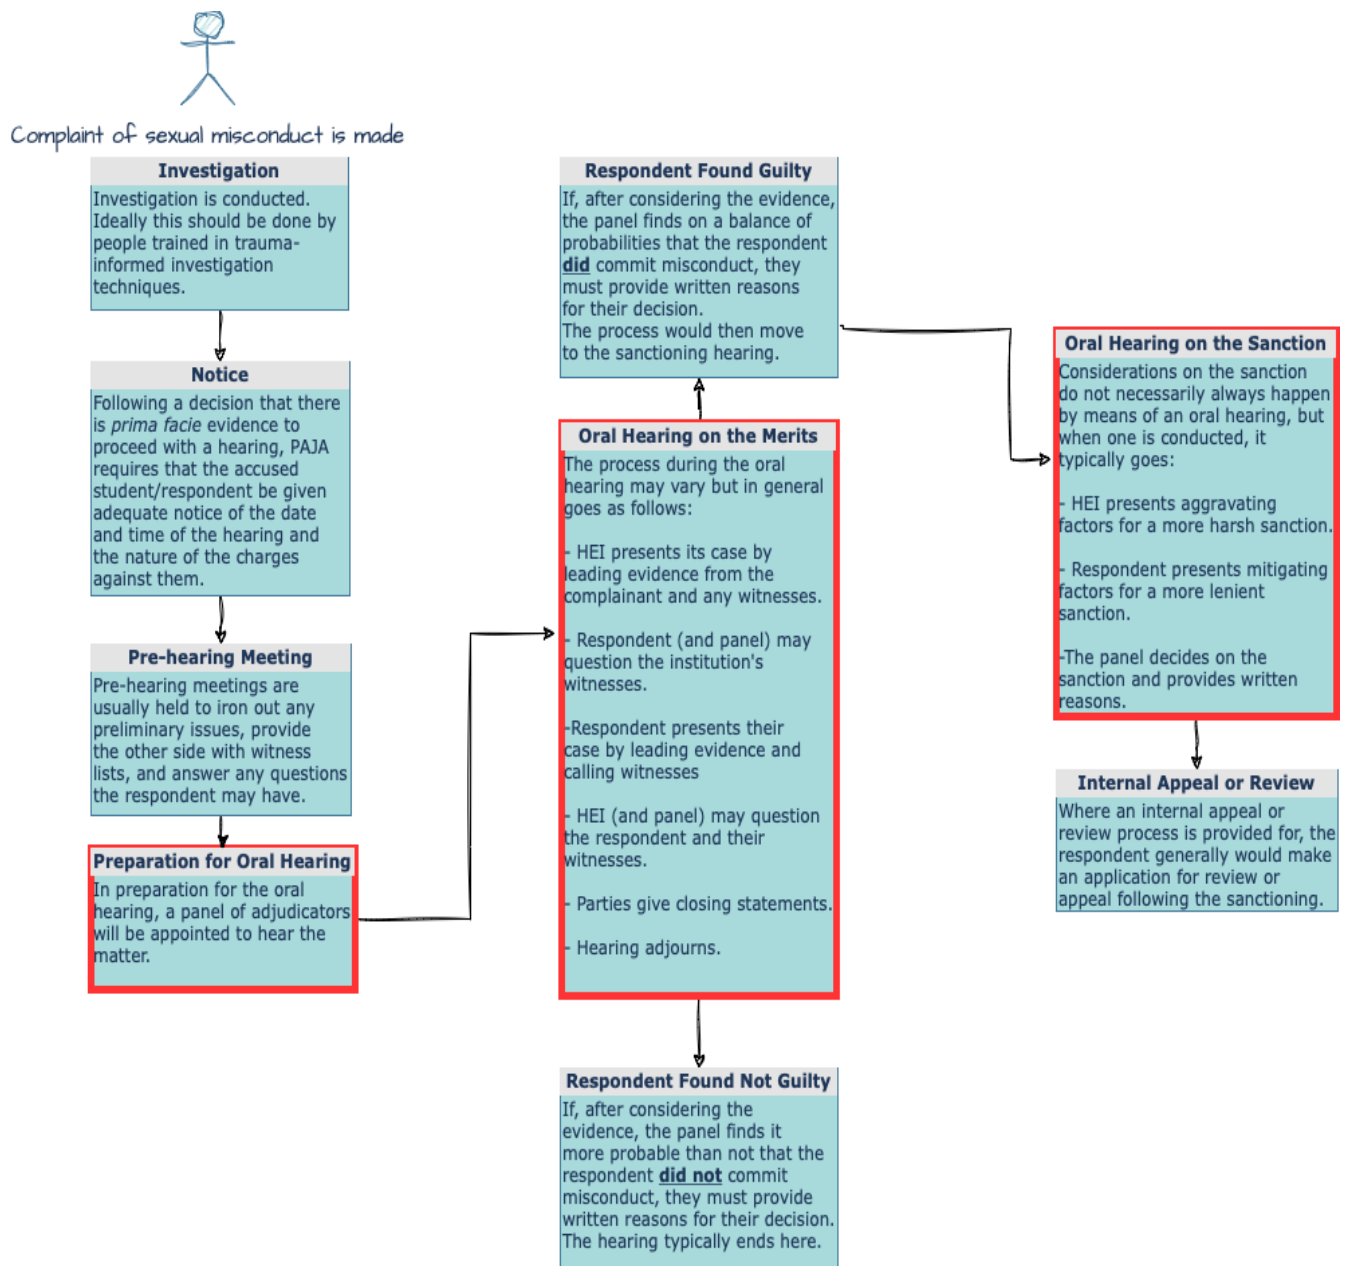 Complaint of sexual misconduct is made
Investigation
Investigation is conducted.
Ideally this should be done by
people trained in trauma-
informed investigation
techniques.
Notice
Following a decision that there
is prima facie evidence to
proceed with a hearing, PAJA
requires that the accused
student/respondent be given
adequate notice of the date
and time of the hearing and
the nature of the charges
against them.
Pre-hearing Meeting
Pre-hearing meetings are
usually held to iron out any
preliminary issues, provide
the other side with witness
lists, and answer any questions
the respondent may have.
Preparation for Oral Hearing
In preparation for the oral
hearing, a panel of adjudicators
will be appointed to hear the
matter.
Respondent Found Guilty
If, after considering the evidence,
the panel finds on a balance of
probabilities that the respondent
did commit misconduct, they
must provide written reasons
for their decision.
The process would then move
to the sanctioning hearing.
Oral Hearing on the Merits
The process during the oral
hearing may vary but in general
goes as follows:
- HEI presents its case by
leading evidence from the
complainant and any witnesses.
- Respondent (and panel) may
question the institution's
witnesses.
-Respondent presents their
case by leading evidence and
calling witnesses
- HEI (and panel) may question
the respondent and their
witnesses.
- Parties give closing statements.
- Hearing adjourns.
Respondent Found Not Guilty
If, after considering the
evidence, the panel finds it
more probable than not that the
respondent did not commit
misconduct, they must provide
written reasons for their decision.
The hearing typically ends here.
Oral Hearing on the Sanction
Considerations on the sanction
do not necessarily always happen
by means of an oral hearing, but
when one is conducted, it
typically goes:
- HEI presents aggravating
factors for a more harsh sanction.
- Respondent presents mitigating
factors for a more lenient
sanction.
-The panel decides on the
sanction and provides written
reasons.
Internal Appeal or Review
Where an internal appeal or
review process is provided for, the
respondent generally would make
an application for review or
appeal following the sanctioning.